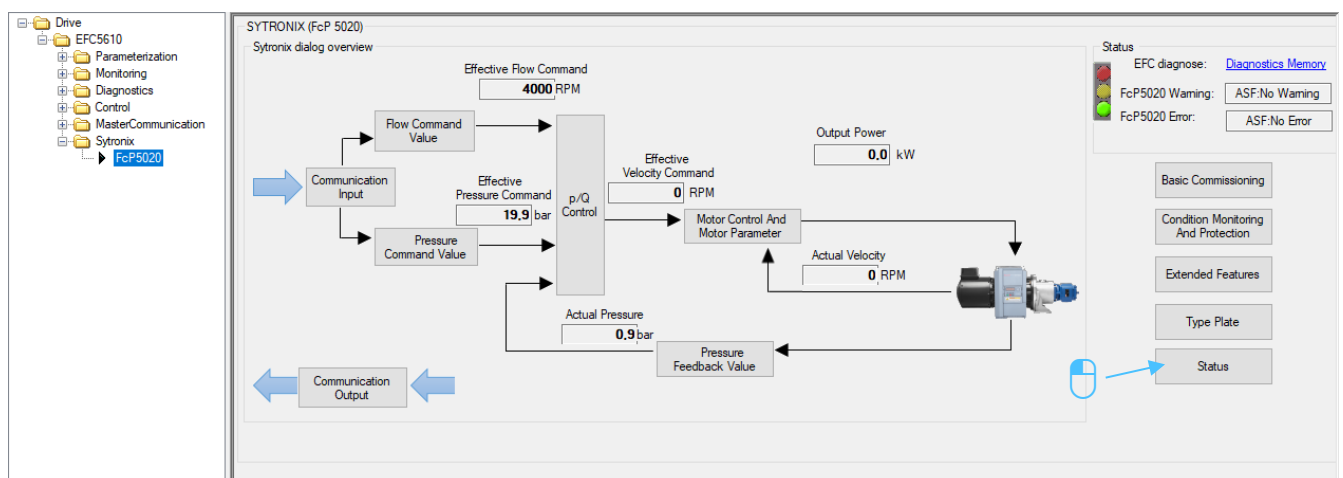 Drive
EFC5610
Parameterization
Monitoring
Diagnostics
Control
MasterCommunication
Sytronix
FcP5020
SYTRONIX (FcP 5020)
Sytronix dialog overview
Effective Flow Command
4000 RPM
Flow Command
Value
Communication
Input
Effective
Pressure Command
19,9 bar
Pressure
Command Value
p/Q
Control
Effective
Velocity Command
0 RPM
Output Power
0,0 kW
Motor Control And
Motor Parameter
Actual Velocity
0 RPM
Actual Pressure
0,9 bar
Pressure
Feedback Value
Communication
Output
Status
EFC diagnose: Diagnostics Memory
FcP5020 Warning: ASF:No Warning
FcP5020 Error: ASF:No Error
Basic Commissioning
Condition Monitoring
And Protection
Extended Features
Type Plate
Status